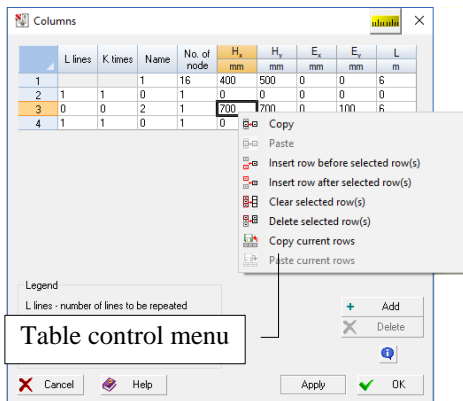 Columns
L lines K times Name No. of node Hx Hy Ex Ey L
mm mm mm mm m
1 1 16 400 500 0 0 6
2 1 1 0 1 0 0 0 0 0
3 0 0 2 1 700 700 0 100 6
4 1 1 0 1 0
Copy
Paste
Insert row before selected row(s)
Insert row after selected row(s)
Clear selected row(s)
Delete selected row(s)
Copy current rows
Paste current rows
Legend
L lines - number of lines to be repeated
Table control menu
Add
Delete
Cancel Help Apply OK